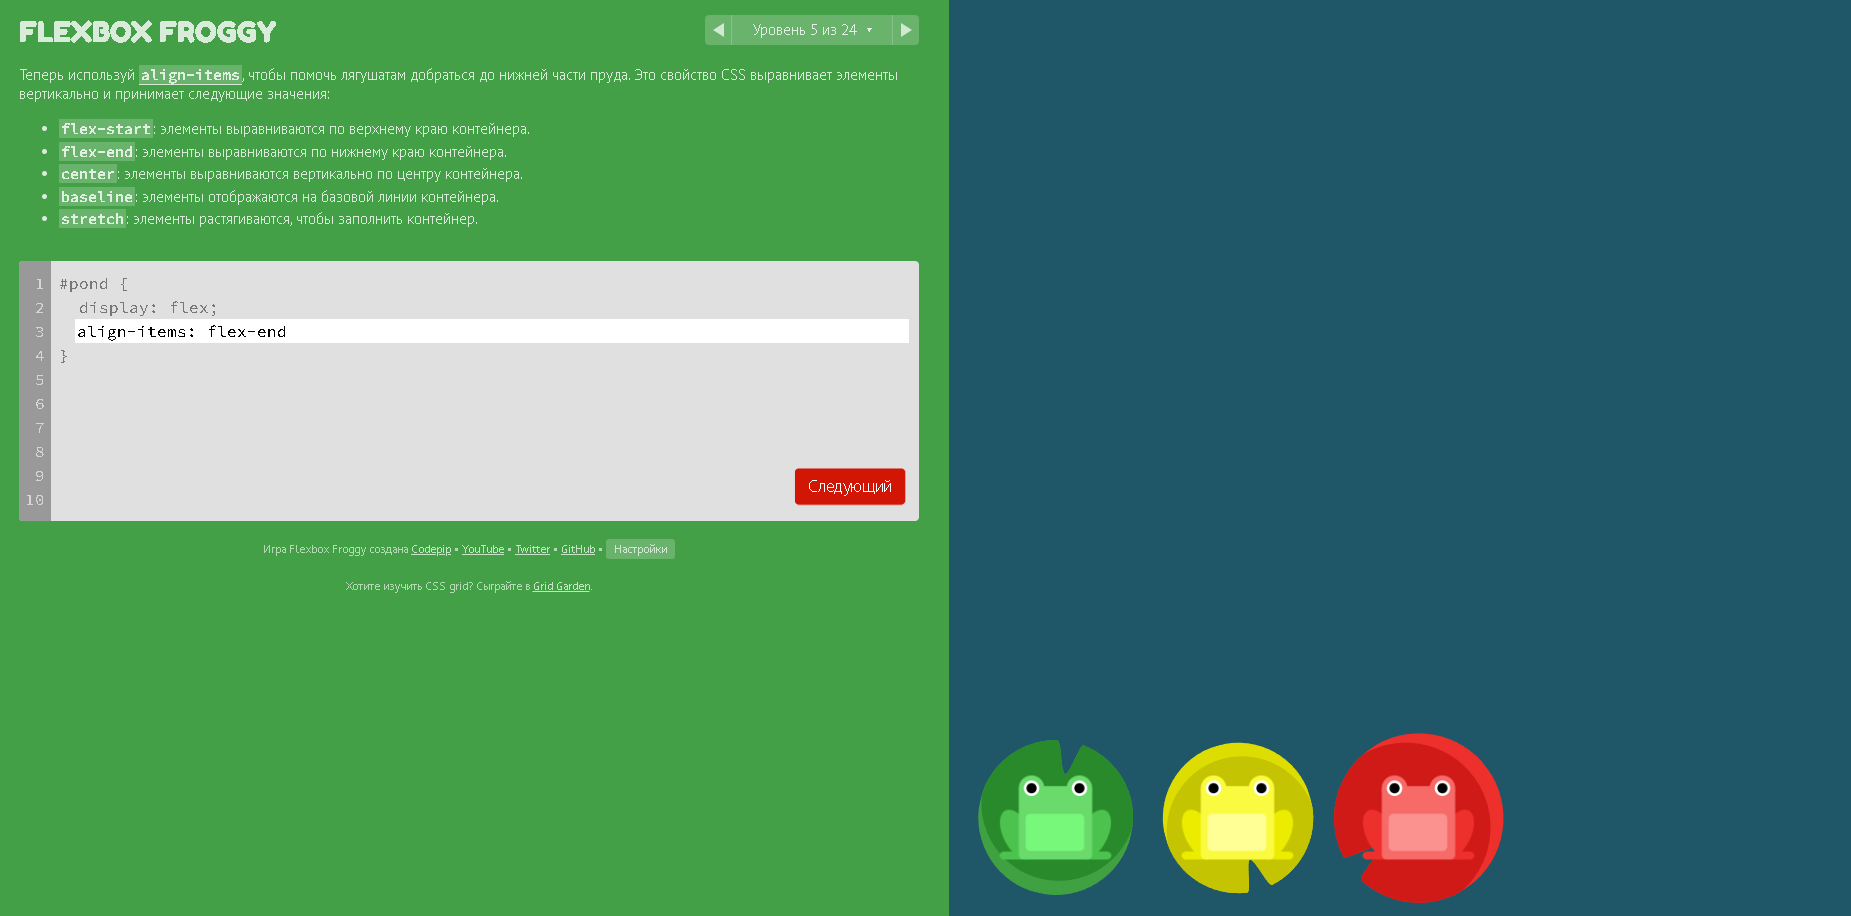 FLEXBOX FROGGY
Уровень 5 из 24 ▾
Теперь используй align-items, чтобы помочь лягушатам добраться до нижней части пруда. Это свойство CSS выравнивает элементы
вертикально и принимает следующие значения:
• flex-start: элементы выравниваются по верхнему краю контейнера.
• flex-end: элементы выравниваются по нижнему краю контейнера.
• center: элементы выравниваются вертикально по центру контейнера.
• baseline: элементы отображаются на базовой линии контейнера.
• stretch: элементы растягиваются, чтобы заполнить контейнер.
1 #pond {
2 display: flex;
3 align-items: flex-end
4 }
5
6
7
8
9
10
Следующий
Игра Flexbox Froggy создана Codepip • YouTube • Twitter • GitHub • Настройки
Хотите изучить CSS grid? Сыграйте в Grid Garden.